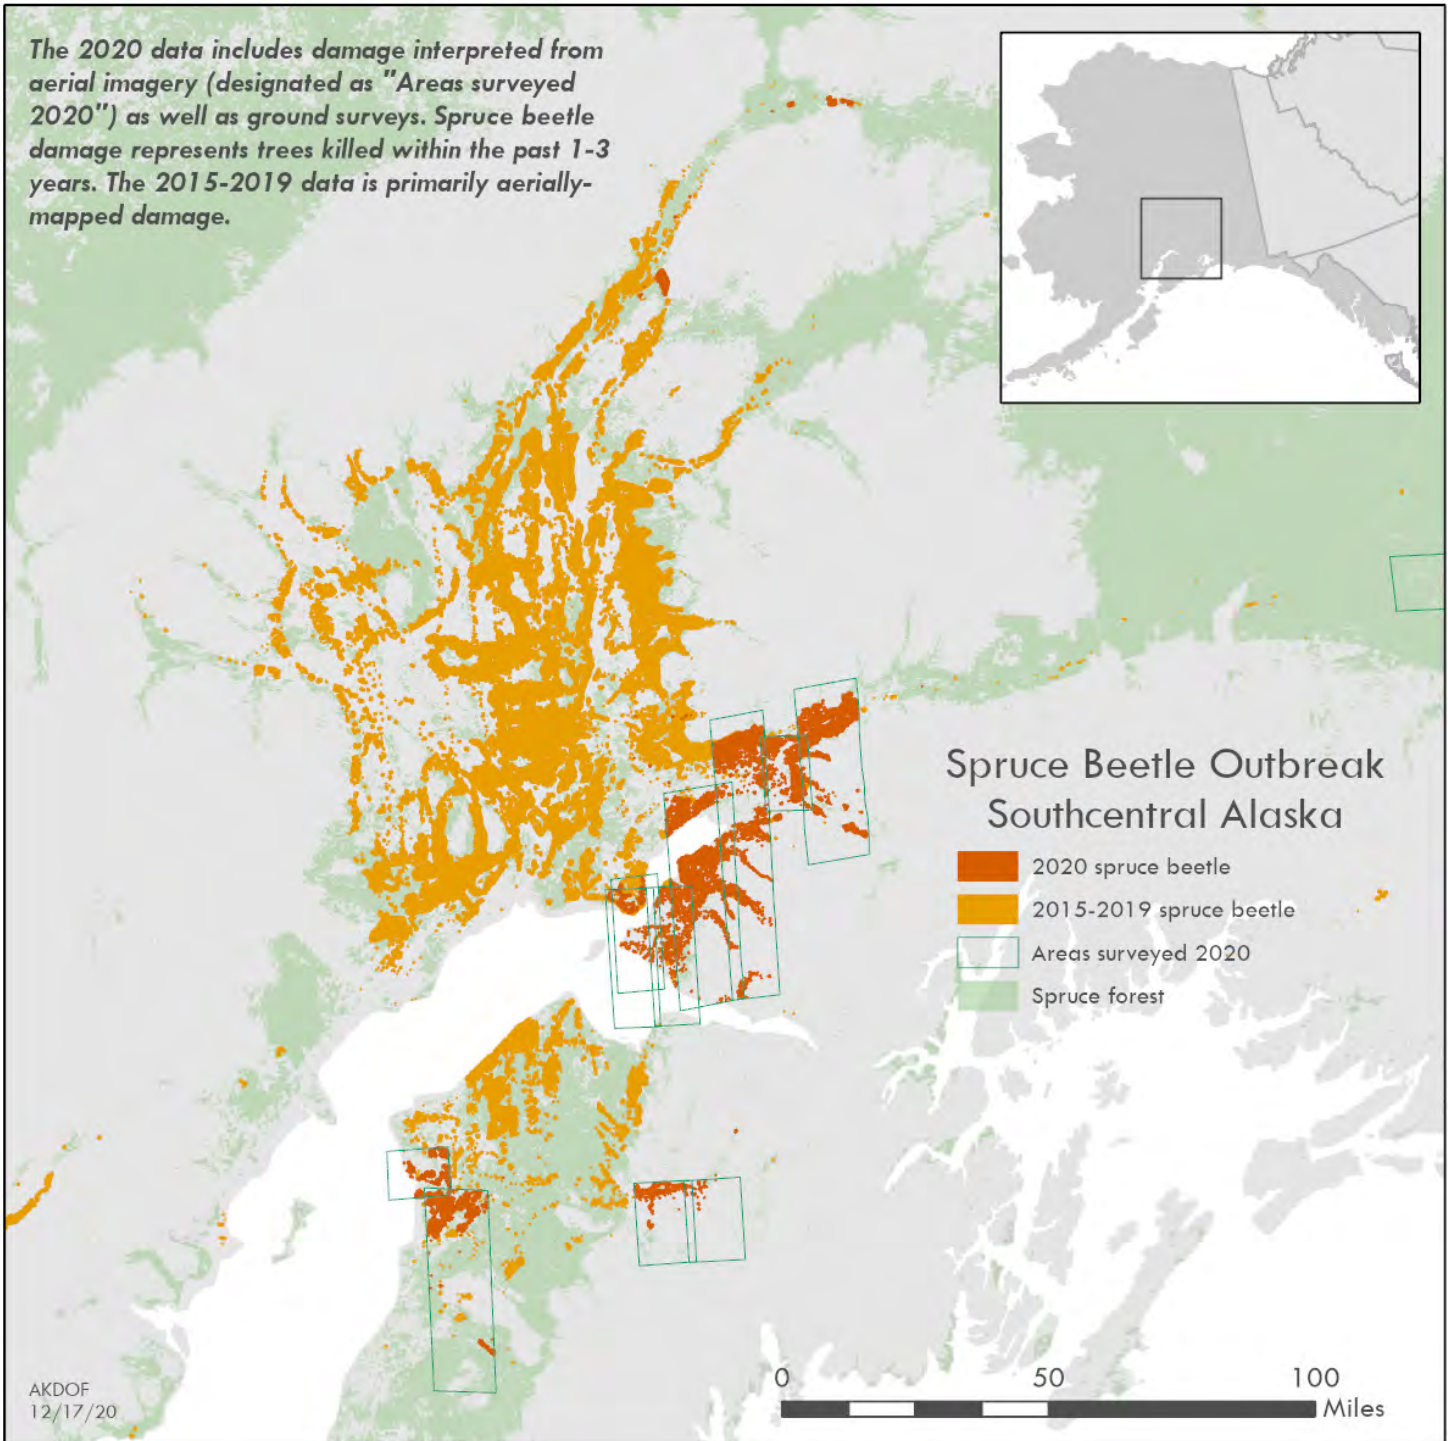 The 2020 data includes damage interpreted from
aerial imagery (designated as "Areas surveyed
2020") as well as ground surveys. Spruce beetle
damage represents trees killed within the past 1-3
years. The 2015-2019 data is primarily aerially-
mapped damage.
Spruce Beetle Outbreak
Southcentral Alaska
2020 spruce beetle
2015-2019 spruce beetle
Areas surveyed 2020
Spruce forest
0 50 100
Miles
AKDOF
12/17/20